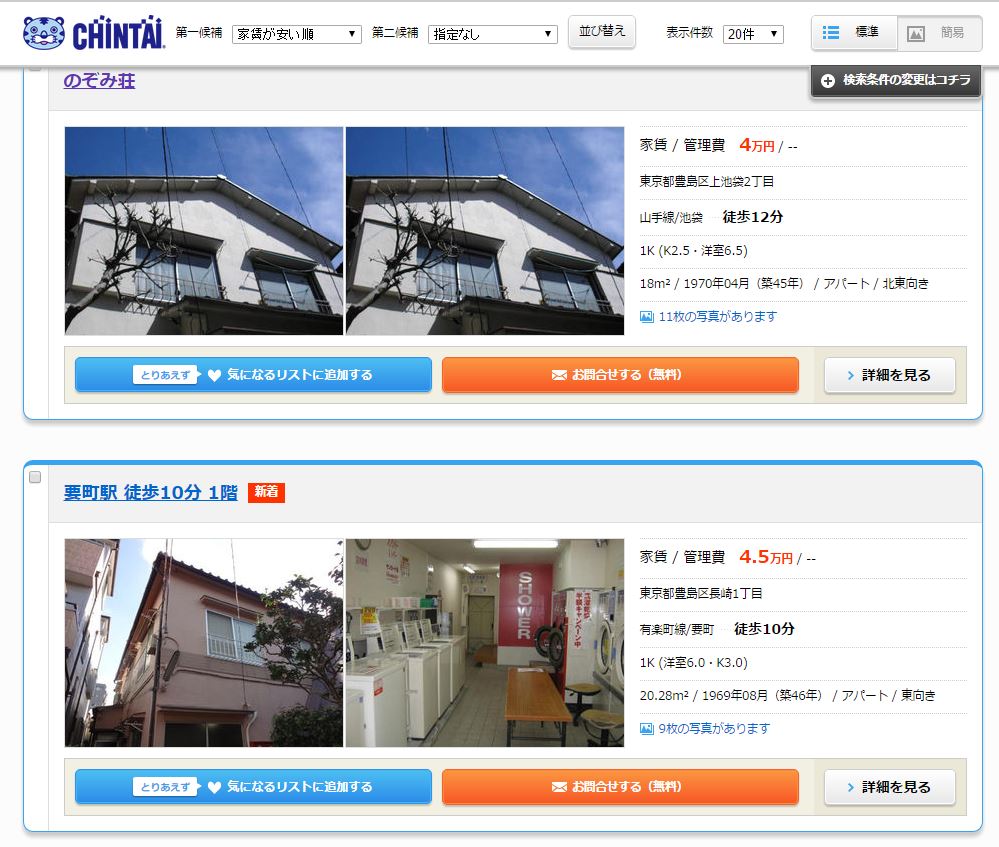 CHINTAI. 第一候補 家賃が安い順 第二候補 指定なし 並び替え 表示件数 20件 標準 簡易
のぞみ荘
検索条件の変更はコチラ
家賃 / 管理費 4万円 / --
東京都豊島区上池袋2丁目
山手線/池袋 徒歩12分
1K (K2.5・洋室6.5)
18m² / 1970年04月（築45年） / アパート / 北東向き
11枚の写真があります
とりあえず 気になるリストに追加する お問合せする（無料） 詳細を見る
要町駅 徒歩10分 1階 新着
家賃 / 管理費 4.5万円 / --
東京都豊島区長崎1丁目
有楽町線/要町 徒歩10分
1K (洋室6.0・K3.0)
20.28m² / 1969年08月（築46年） / アパート / 東向き
9枚の写真があります
SHOWER
半額キャンペーン中
とりあえず 気になるリストに追加する お問合せする（無料） 詳細を見る